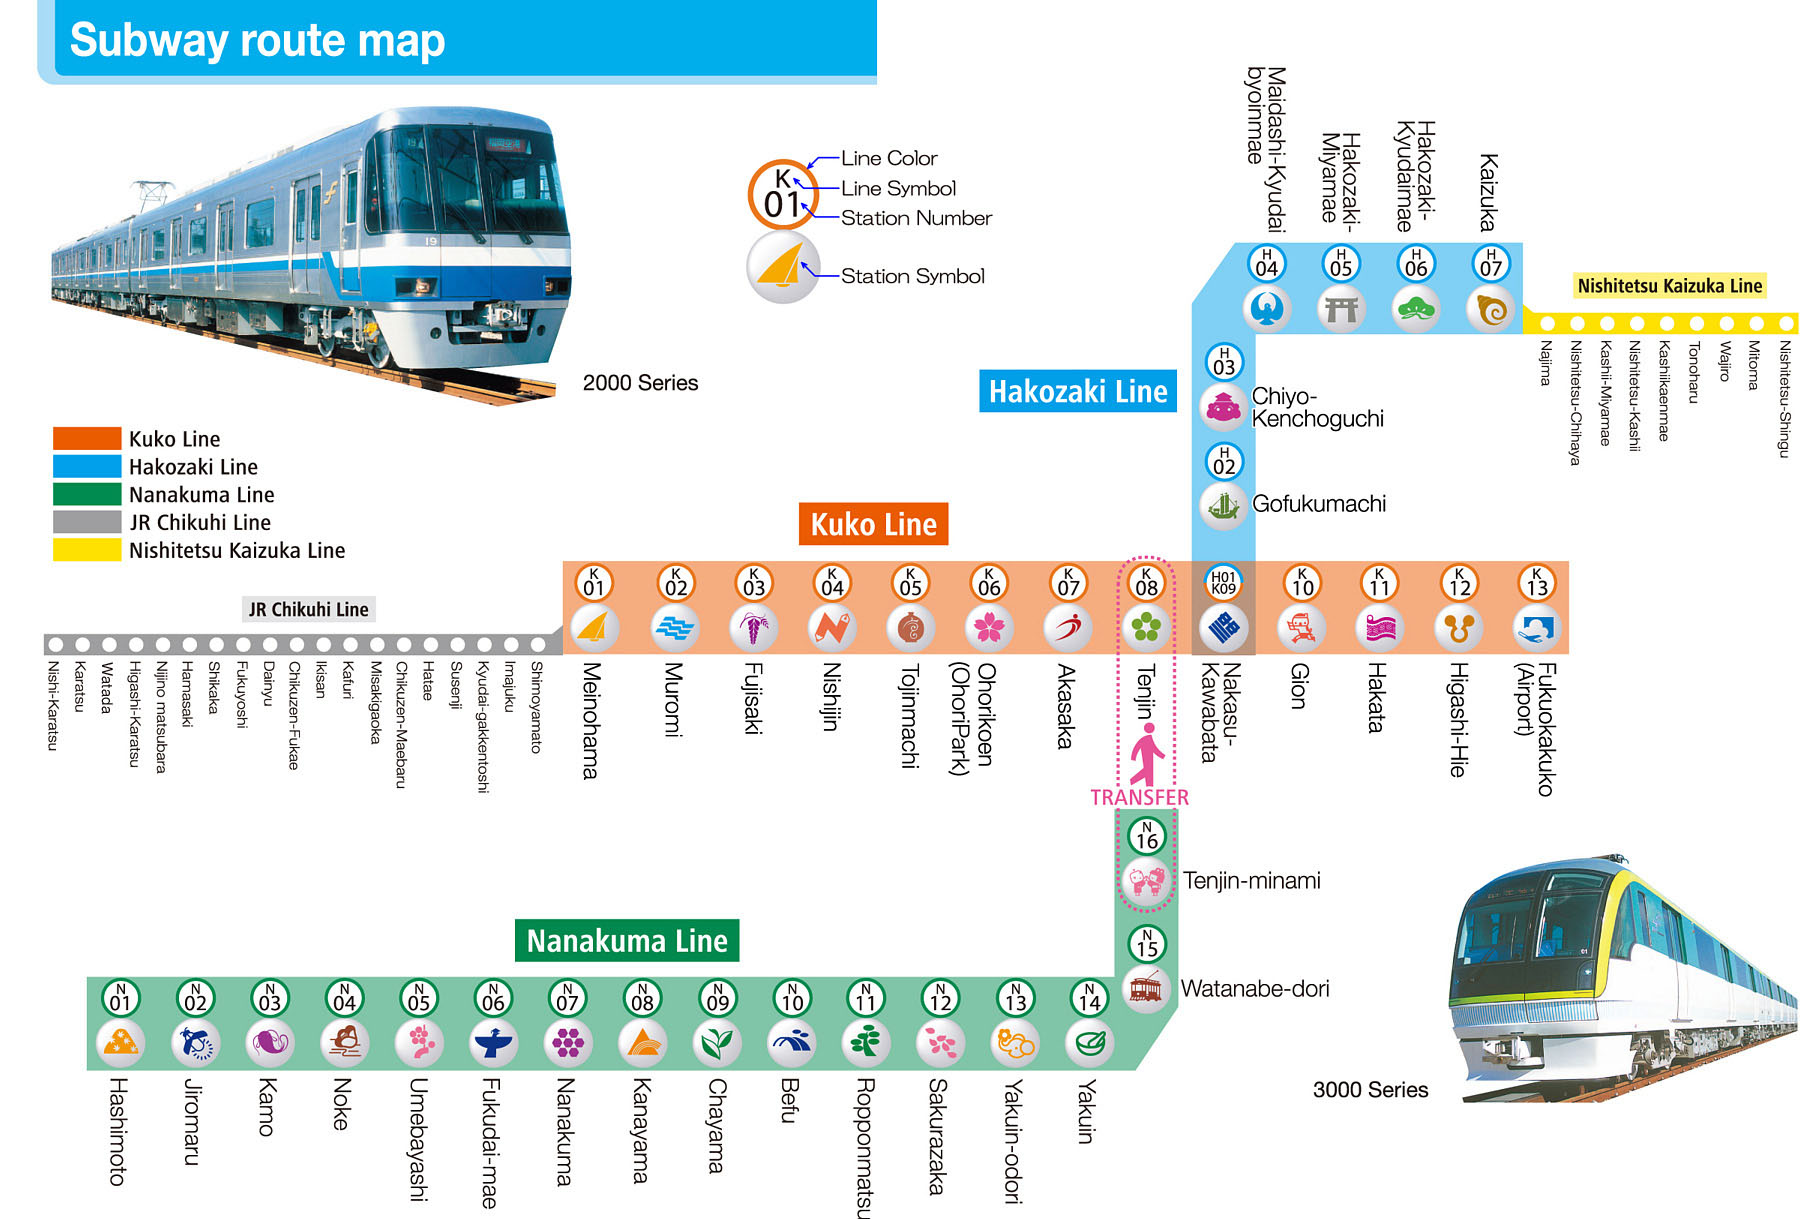 Subway route map
Line Color
Line Symbol
Station Number
Station Symbol
K
01
19
2000 Series
Kuko Line
Hakozaki Line
Nanakuma Line
JR Chikuhi Line
Nishitetsu Kaizuka Line
Maidashi-Kyudai
byoinmae
Hakozaki-
Miyamae
Hakozaki-
Kyudaimae
Kaizuka
H
04
H
05
H
06
H
07
Nishitetsu Kaizuka Line
Najima
Nishitetsu-Chihaya
Kashii-Miyamae
Nishitetsu-Kashii
Kashiikaenmae
Tonoharu
Wajiro
Mitoma
Nishitetsu-Shingu
Hakozaki Line
H
03
Chiyo-
Kenchoguchi
H
02
Gofukumachi
Kuko Line
K
01
K
02
K
03
K
04
K
05
K
06
K
07
K
08
H01
K09
K
10
K
11
K
12
K
13
Meinohama
Muromi
Fujisaki
Nishijin
Tojinmachi
Ohorikoen
(OhoriPark)
Akasaka
Tenjin
Nakasu-
Kawabata
Gion
Hakata
Higashi-Hie
Fukuokakuko
(Airport)
JR Chikuhi Line
Nishi-Karatsu
Karatsu
Watada
Higashi-Karatsu
Nijino matsubara
Hamasaki
Shikaka
Fukuyoshi
Dainyu
Chikuzen-Fukae
Ikisan
Kafuri
Misakigaoka
Chikuzen-Maebaru
Hatae
Susenji
Kyudai-gakkentoshi
Imajuku
Shimoyamato
TRANSFER
N
16
Tenjin-minami
N
15
Watanabe-dori
Nanakuma Line
N
01
N
02
N
03
N
04
N
05
N
06
N
07
N
08
N
09
N
10
N
11
N
12
N
13
N
14
Hashimoto
Jiromaru
Kamo
Noke
Umebayashi
Fukudai-mae
Nanakuma
Kanayama
Chayama
Befu
Ropponmatsu
Sakurazaka
Yakuin-odori
Yakuin
3000 Series